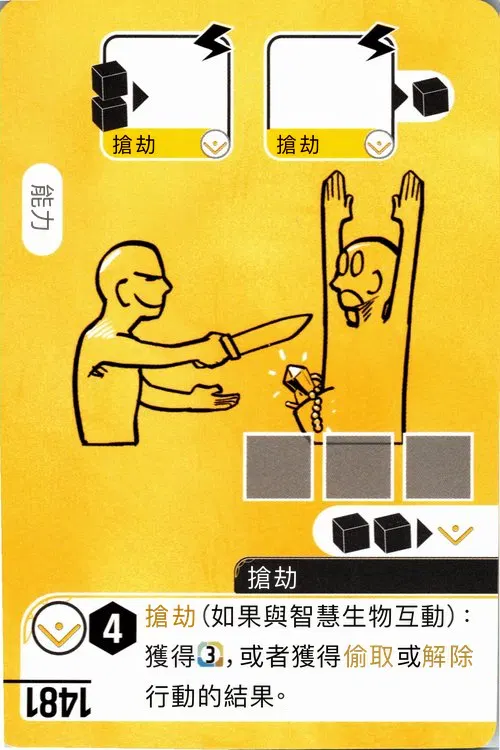 搶劫
搶劫
能力
搶劫
4 搶劫(如果與智慧生物互動):
獲得3,或者獲得偷取或解除
行動的結果。
1481